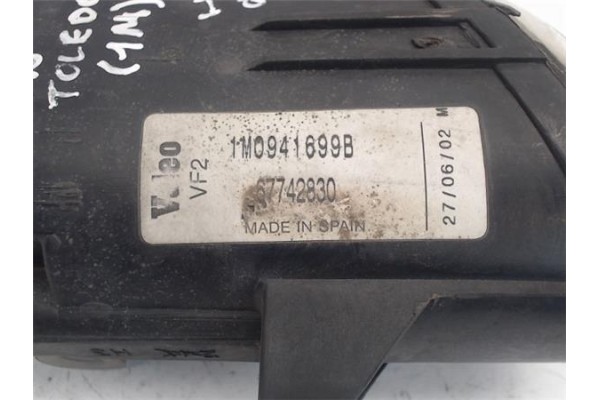 TOLEDO
(1M)
Valeo
VF2
1M0941699B
67742830
MADE IN SPAIN
27/06/02 M